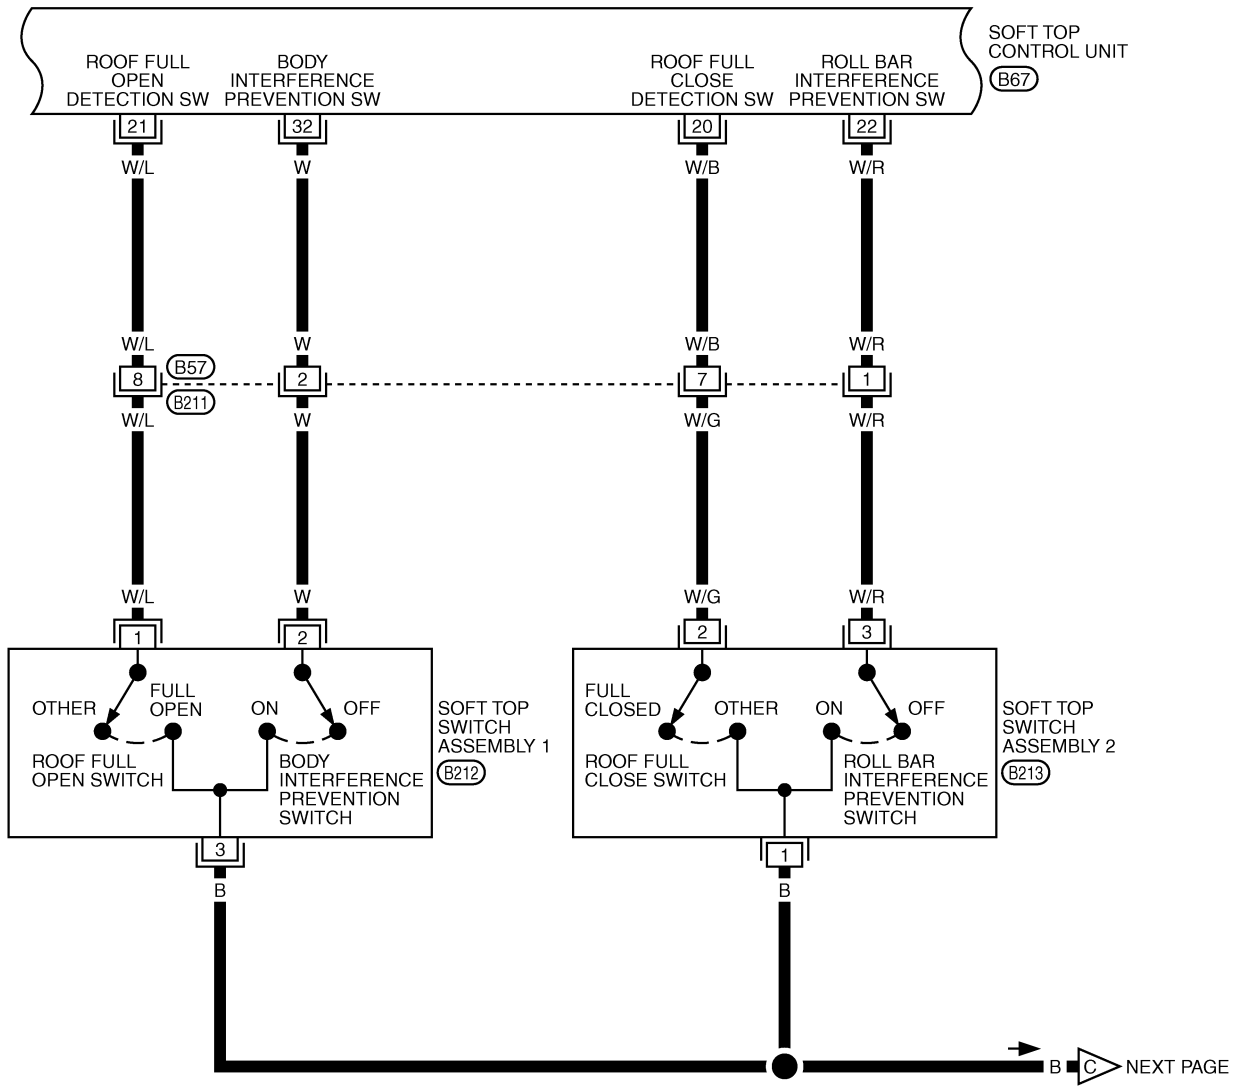 SOFT TOP
CONTROL UNIT
B67
ROOF FULL
OPEN
DETECTION SW
BODY
INTERFERENCE
PREVENTION SW
ROOF FULL
CLOSE
DETECTION SW
ROLL BAR
INTERFERENCE
PREVENTION SW
21
32
20
22
W/L
W
W/B
W/R
W/L
W
W/B
W/R
B57
8
2
7
1
B211
W/L
W
W/G
W/R
W/L
W
W/G
W/R
1
2
2
3
OTHER
FULL
OPEN
ON
OFF
ROOF FULL
OPEN SWITCH
BODY
INTERFERENCE
PREVENTION
SWITCH
SOFT TOP
SWITCH
ASSEMBLY 1
B212
FULL
CLOSED
OTHER
ON
OFF
ROOF FULL
CLOSE SWITCH
ROLL BAR
INTERFERENCE
PREVENTION
SWITCH
SOFT TOP
SWITCH
ASSEMBLY 2
B213
3
1
B
B
B
C
NEXT PAGE